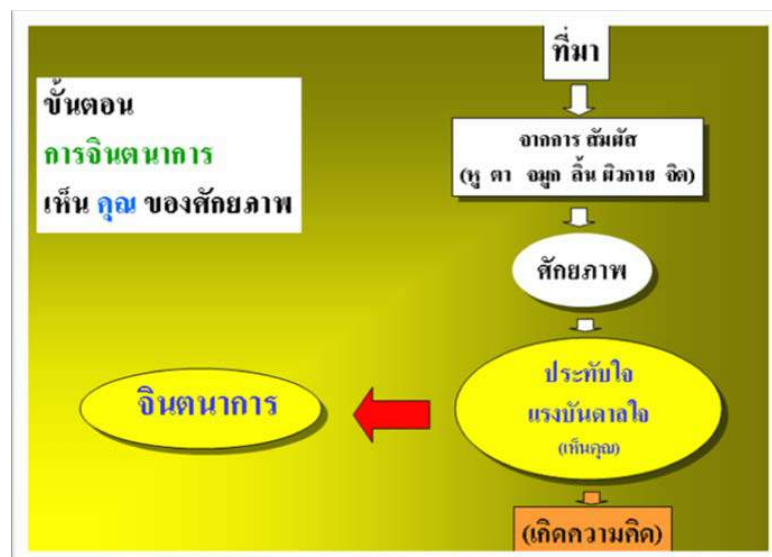 ขั้นตอน
การจินตนาการ
เห็น คุณ ของศักยภาพ
ที่มา
จากการ สัมผัส
(หู ตา จมูก ลิ้น ผิวกาย จิต)
ศักยภาพ
ประทับใจ
แรงบันดาลใจ
(เห็นคุณ)
จินตนาการ
(เกิดความคิด)